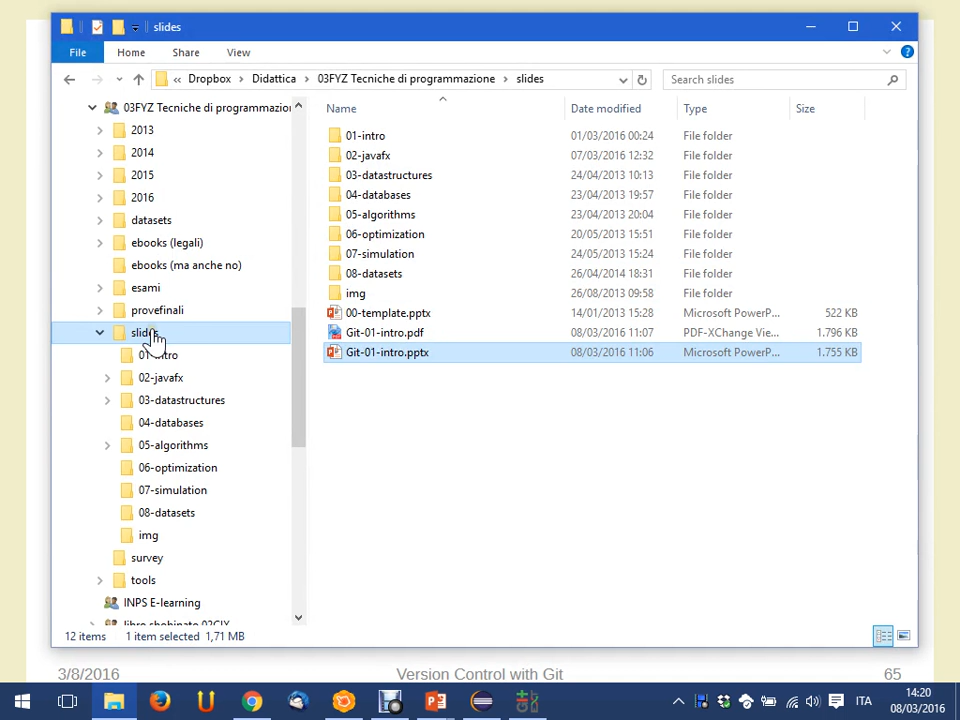 slides
File Home Share View
« Dropbox Didattica 03FYZ Tecniche di programmazione slides
Search slides
03FYZ Tecniche di programmazion
2013
2014
2015
2016
datasets
ebooks (legali)
ebooks (ma anche no)
esami
provefinali
slides
01-intro
02-javafx
03-datastructures
04-databases
05-algorithms
06-optimization
07-simulation
08-datasets
img
survey
tools
INPS E-learning
Name Date modified Type Size
01-intro 01/03/2016 00:24 File folder
02-javafx 07/03/2016 12:32 File folder
03-datastructures 24/04/2013 10:13 File folder
04-databases 23/04/2013 19:57 File folder
05-algorithms 23/04/2013 20:04 File folder
06-optimization 20/05/2013 15:51 File folder
07-simulation 24/05/2013 15:24 File folder
08-datasets 26/04/2014 18:31 File folder
img 26/08/2013 09:58 File folder
00-template.pptx 14/01/2013 15:28 Microsoft PowerP... 522 KB
Git-01-intro.pdf 08/03/2016 11:07 PDF-XChange Vie... 1.796 KB
Git-01-intro.pptx 08/03/2016 11:06 Microsoft PowerP... 1.755 KB
12 items 1 item selected 1,71 MB
3/8/2016 Version Control with Git 65
ITA
14:20
08/03/2016